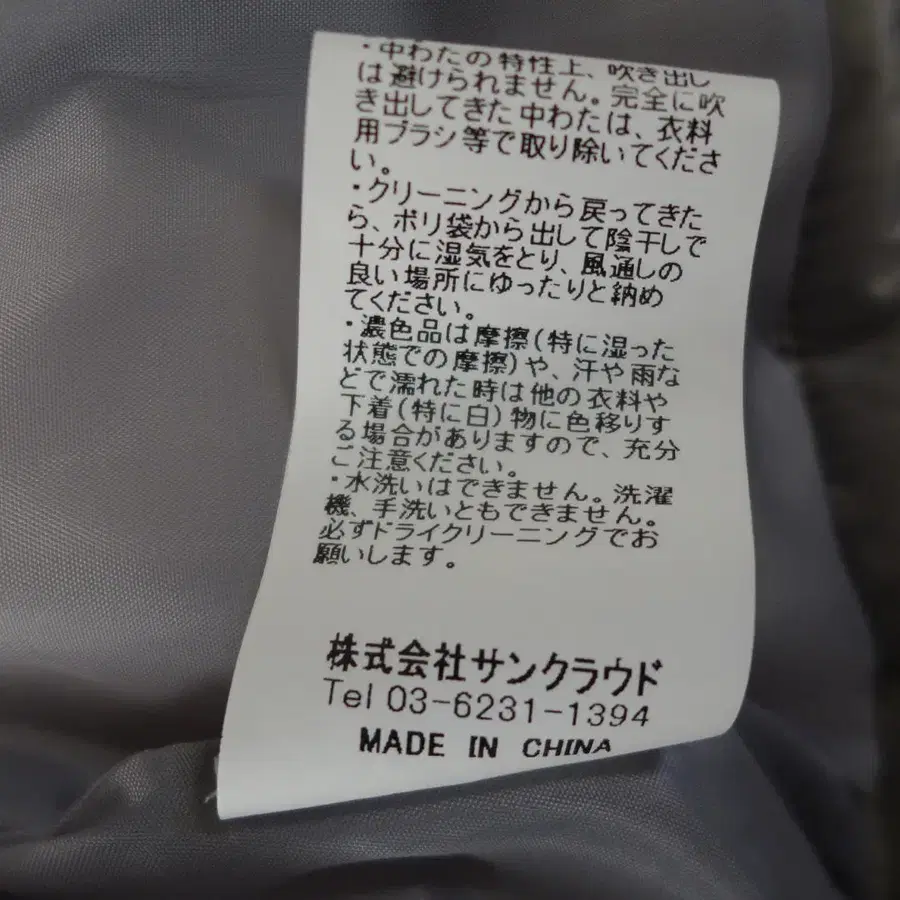 ・中わたの特性上、吹き出し
は避けられません。完全に吹
き出してきた中わたは、衣料
用ブラシ等で取り除いてくださ
い。
・クリーニングから戻ってきた
ら、ポリ袋から出して陰干しで
十分に湿気をとり、風通しの
良い場所にゆったりと納め
てください。
・濃色品は摩擦(特に湿った
状態での摩擦)や、汗や雨な
どで濡れた時は他の衣料や
下着(特に白)物に色移りす
る場合がありますので、充分
ご注意ください。
・水洗いはできません。洗濯
機、手洗いともできません。
必ずドライクリーニングでお
願いします。
株式会社サンクラウド
Tel 03-6231-1394
MADE IN CHINA